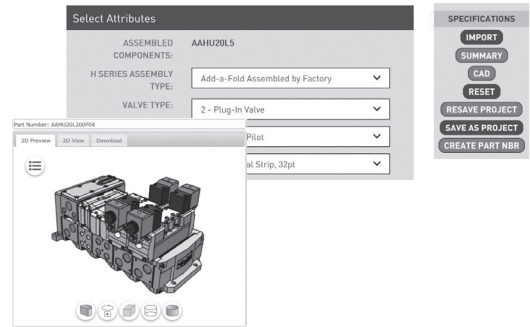 Select Attributes
ASSEMBLED
COMPONENTS:
AAHU20L5
H SERIES ASSEMBLY
TYPE:
Add-a-Fold Assembled by Factory
VALVE TYPE:
2 - Plug-In Valve
Pilot
al Strip, 32pt
Part Number: AAHU20L200P04
3D Preview
2D View
Download
SPECIFICATIONS
IMPORT
SUMMARY
CAD
RESET
RESAVE PROJECT
SAVE AS PROJECT
CREATE PART NBR